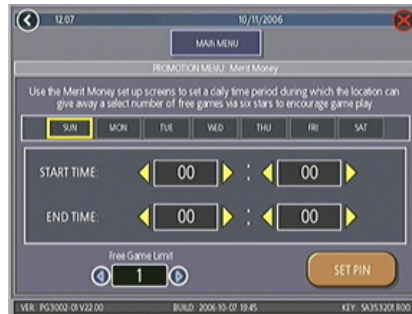 12:07 10/11/2006
MAIN MENU
PROMOTION MENU: Merit Money
Use the Merit Money set up screens to set a daily time period during which the location can
give away a select number of free games via six stars to encourage game play.
SUN MON TUE WED THU FRI SAT
START TIME: 00 : 00
END TIME: 00 : 00
Free Game Limit
1
SET PIN
VER: PG3002-01 V22.00 BUILD: 2006-10-07 19:45 KEY: SA353201 R00